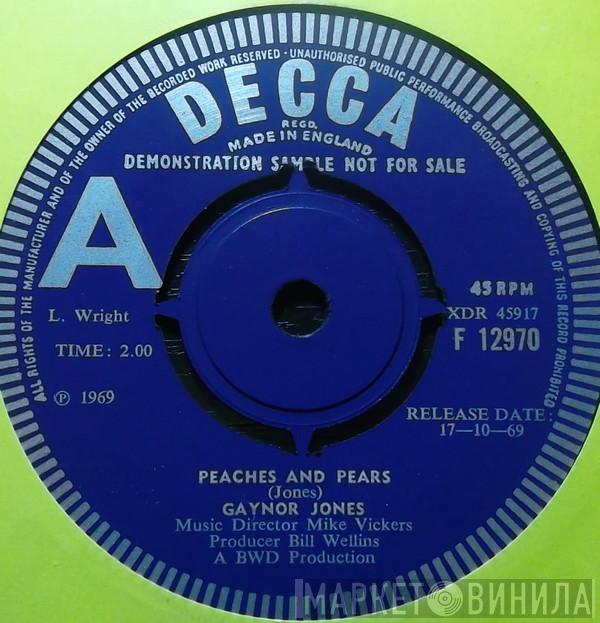 ALL RIGHTS OF THE MANUFACTURER AND OF THE OWNER OF THE RECORDED WORK RESERVED - UNAUTHORISED PUBLIC PERFORMANCE BROADCASTING AND COPYING OF THIS RECORD PROHIBITED
DECCA
REGD.
MADE IN ENGLAND
DEMONSTRATION SAMPLE NOT FOR SALE
A
45 RPM
L. Wright
XDR 45917
TIME: 2.00
F 12970
℗ 1969
RELEASE DATE:
17—10—69
PEACHES AND PEARS
(Jones)
GAYNOR JONES
Music Director Mike Vickers
Producer Bill Wellins
A BWD Production
МАРКЕТ ВИНИЛА